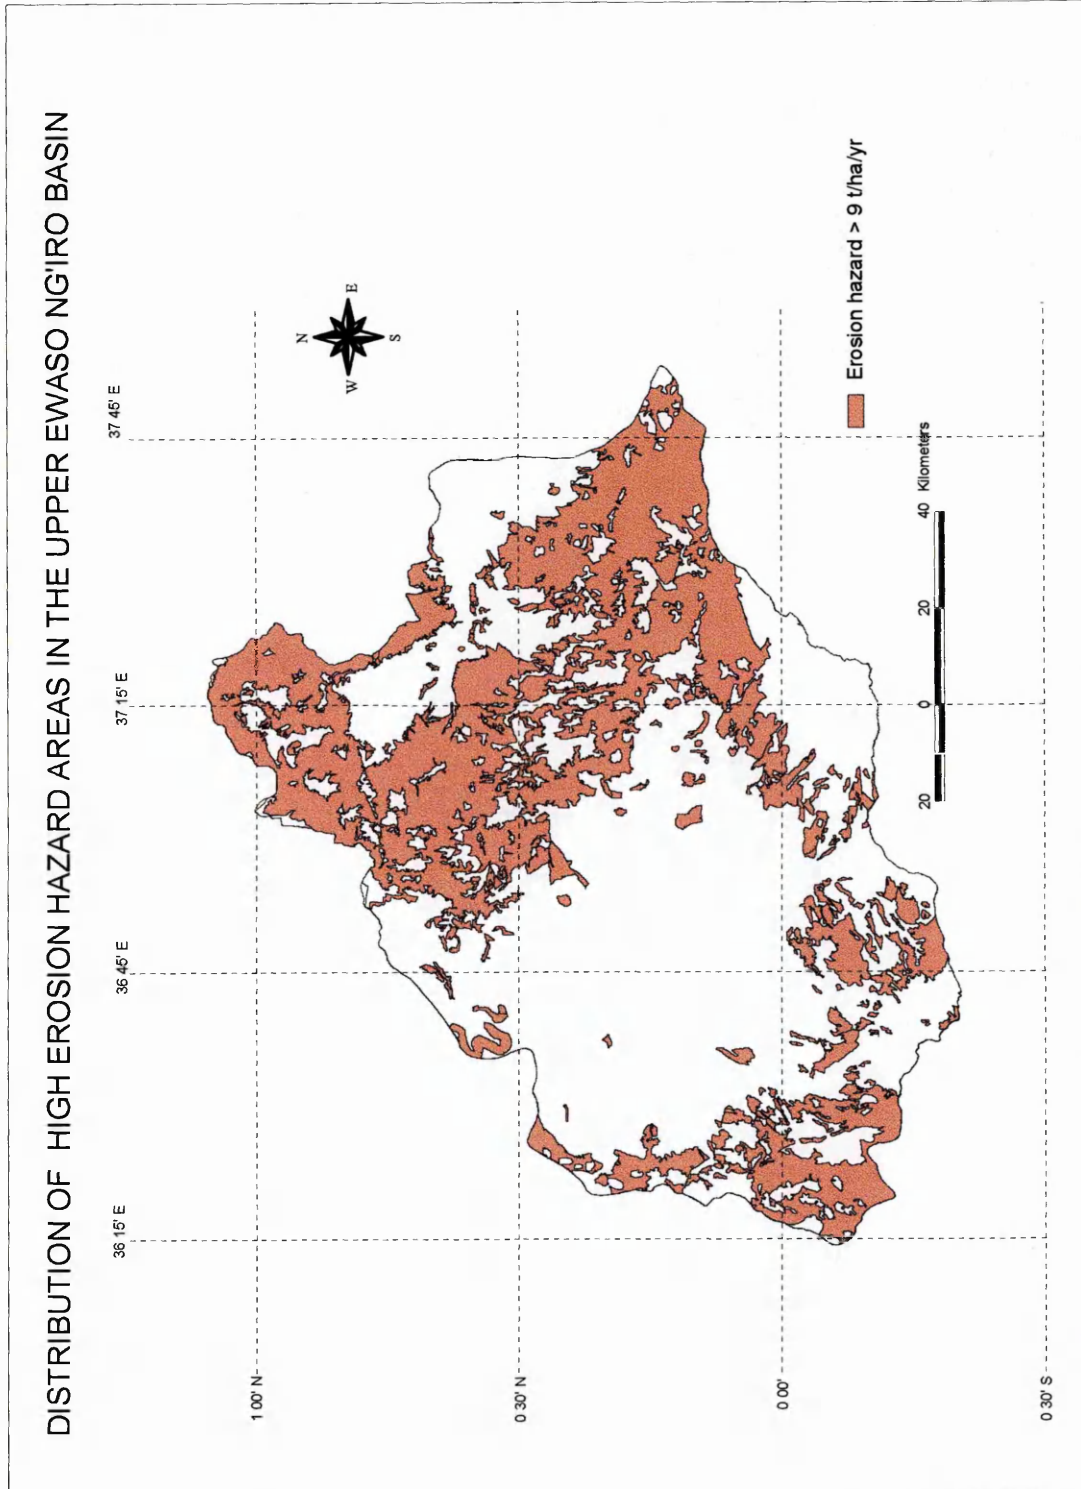 DISTRIBUTION OF HIGH EROSION HAZARD AREAS IN THE UPPER EWASO NG'IRO BASIN
36 15' E
36 45' E
37 15' E
37 45' E
N
W
E
S
1 00' N
0 30' N
0 00'
0 30' S
Erosion hazard > 9 t/ha/yr
20
0
20
40
Kilometers